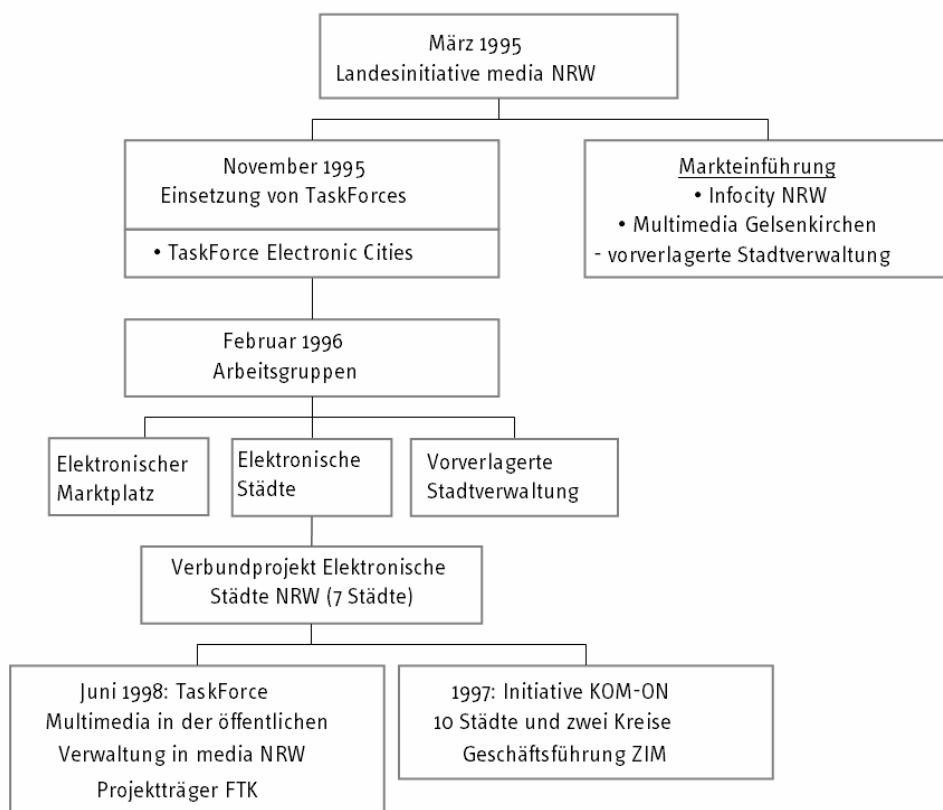 März 1995
Landesinitiative media NRW
November 1995
Einsetzung von TaskForces
• TaskForce Electronic Cities
Markteinführung
• Infocity NRW
• Multimedia Gelsenkirchen
- vorverlagerte Stadtverwaltung
Februar 1996
Arbeitsgruppen
Elektronischer
Marktplatz
Elektronische
Städte
Vorverlagerte
Stadtverwaltung
Verbundprojekt Elektronische
Städte NRW (7 Städte)
Juni 1998: TaskForce
Multimedia in der öffentlichen
Verwaltung in media NRW
Projektträger FTK
1997: Initiative KOM-ON
10 Städte und zwei Kreise
Geschäftsführung ZIM